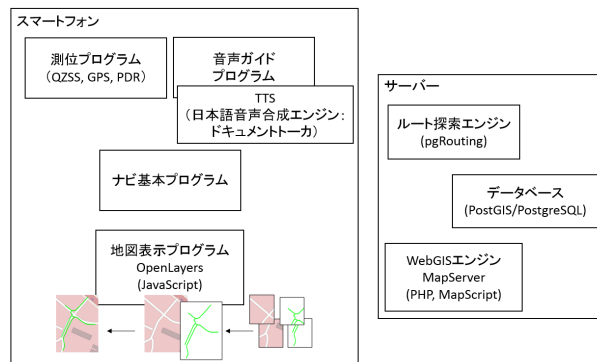 スマートフォン
測位プログラム
（QZSS, GPS, PDR）
音声ガイド
プログラム
TTS
（日本語音声合成エンジン：
ドキュメントトーカ）
ナビ基本プログラム
地図表示プログラム
OpenLayers
(JavaScript)
サーバー
ルート探索エンジン
(pgRouting)
データベース
(PostGIS/PostgreSQL)
WebGISエンジン
MapServer
(PHP, MapScript)